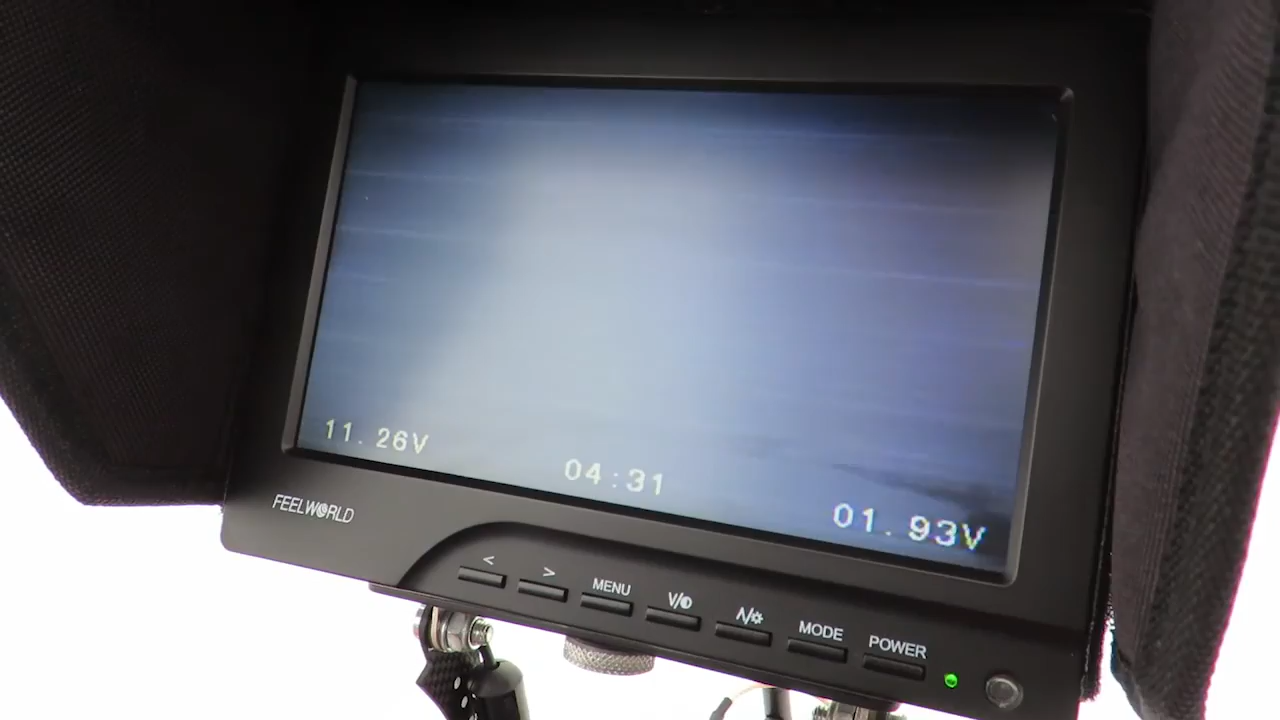 11.26V
04:31
01.93V
FEELWORLD
< > MENU V/◐ Λ/☼ MODE POWER